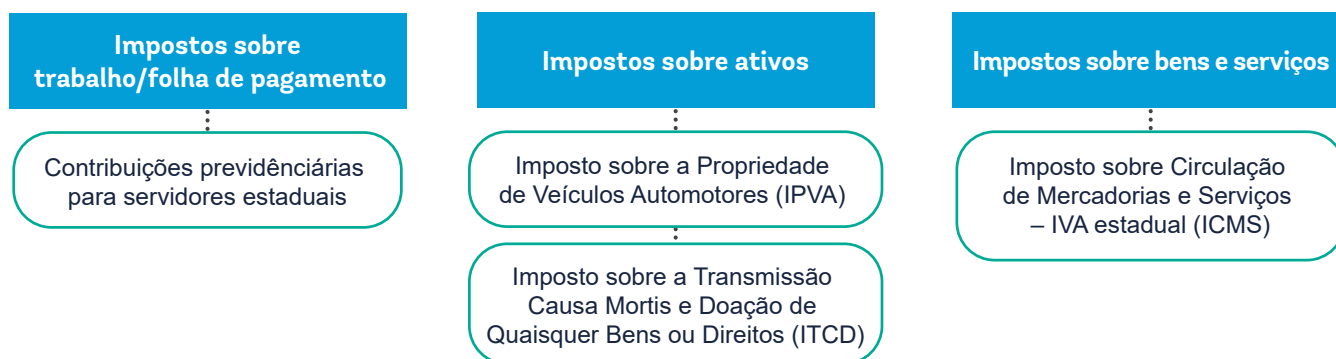 Impostos sobre
trabalho/folha de pagamento
Contribuições previdênciárias
para servidores estaduais
Impostos sobre ativos
Imposto sobre a Propriedade
de Veículos Automotores (IPVA)
Imposto sobre a Transmissão
Causa Mortis e Doação de
Quaisquer Bens ou Direitos (ITCD)
Impostos sobre bens e serviços
Imposto sobre Circulação
de Mercadorias e Serviços
– IVA estadual (ICMS)